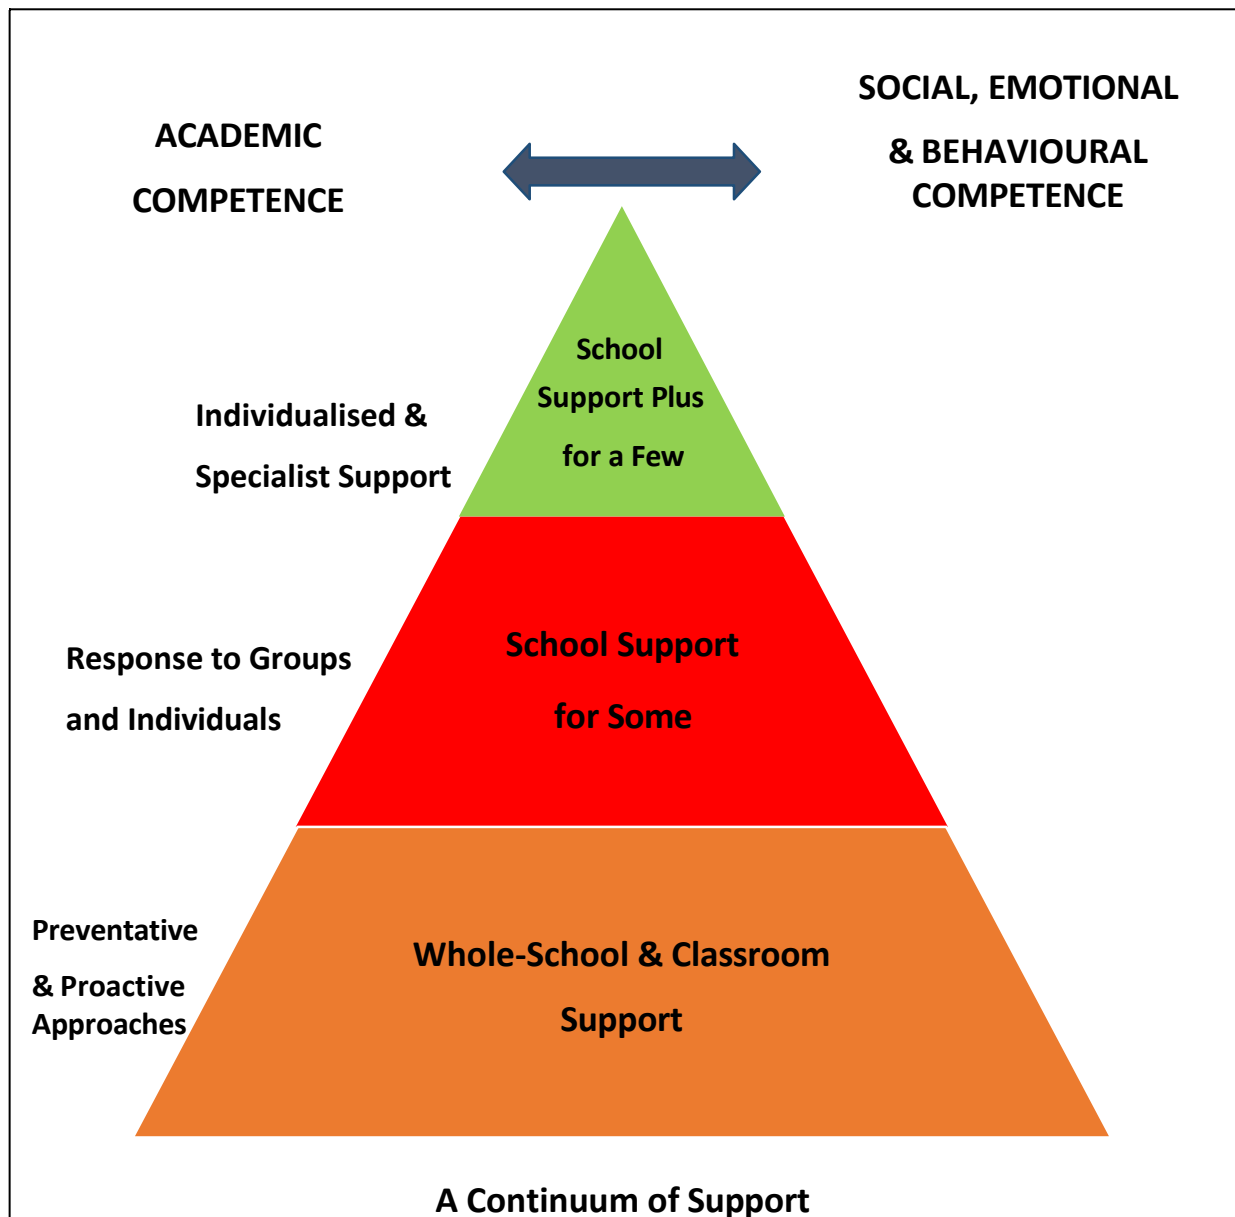 ACADEMIC
COMPETENCE
SOCIAL, EMOTIONAL
& BEHAVIOURAL
COMPETENCE
School
Support Plus
for a Few
Individualised &
Specialist Support
School Support
for Some
Response to Groups
and Individuals
Whole-School & Classroom
Support
Preventative
& Proactive
Approaches
A Continuum of Support